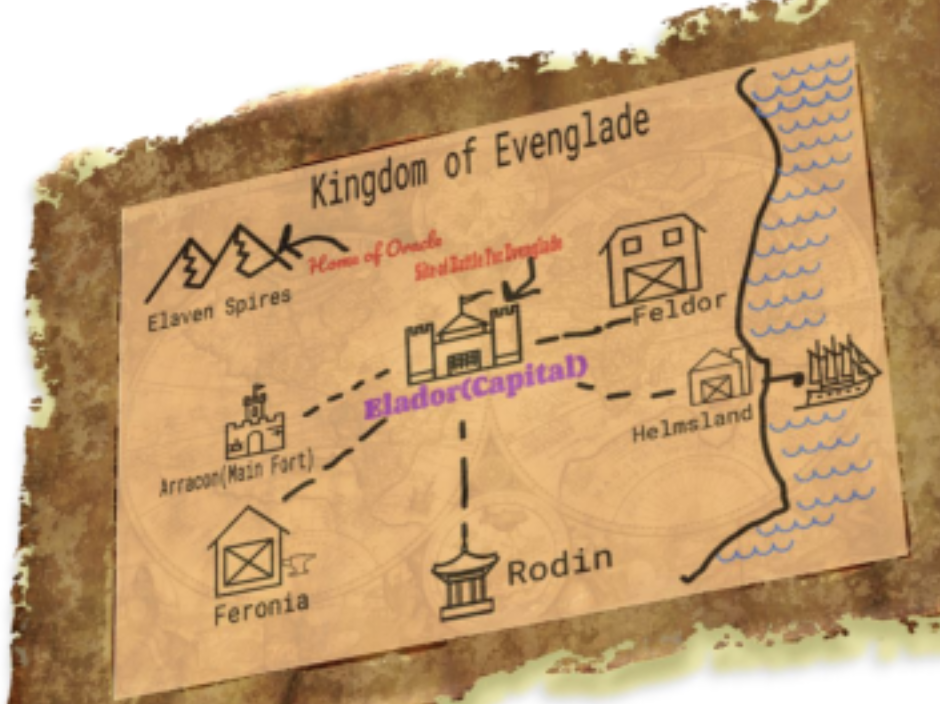 Kingdom of Evenglade
Home of Oracle
Site of Battle For Evenglade
Elaven Spires
Feldor
Elador(Capital)
Helmsland
Arracon(Main Fort)
Rodin
Feronia